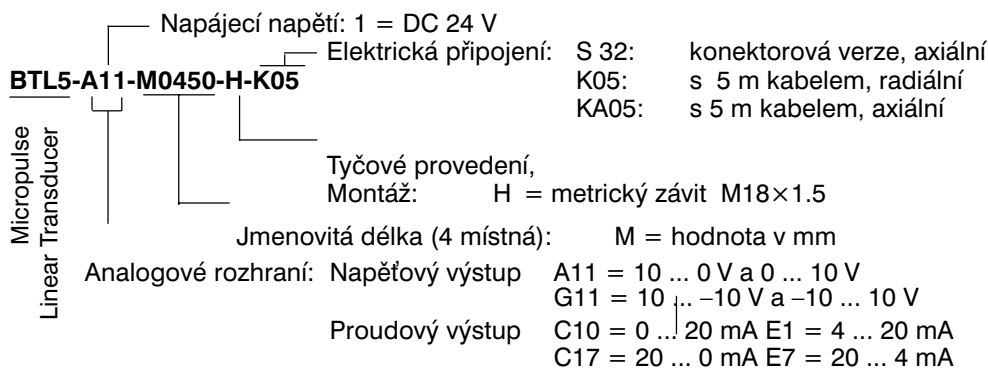 Napájecí napětí: 1 = DC 24 V
Elektrická připojení: S 32: konektorová verze, axiální
BTL5-A11-M0450-H-K05
K05: s 5 m kabelem, radiální
KA05: s 5 m kabelem, axiální
Micropulse
Linear Transducer
Tyčové provedení,
Montáž: H = metrický závit M18×1.5
Jmenovitá délka (4 místná): M = hodnota v mm
Analogové rozhraní: Napěťový výstup A11 = 10 ... 0 V a 0 ... 10 V
G11 = 10 ... –10 V a –10 ... 10 V
Proudový výstup C10 = 0 ... 20 mA E1 = 4 ... 20 mA
C17 = 20 ... 0 mA E7 = 20 ... 4 mA